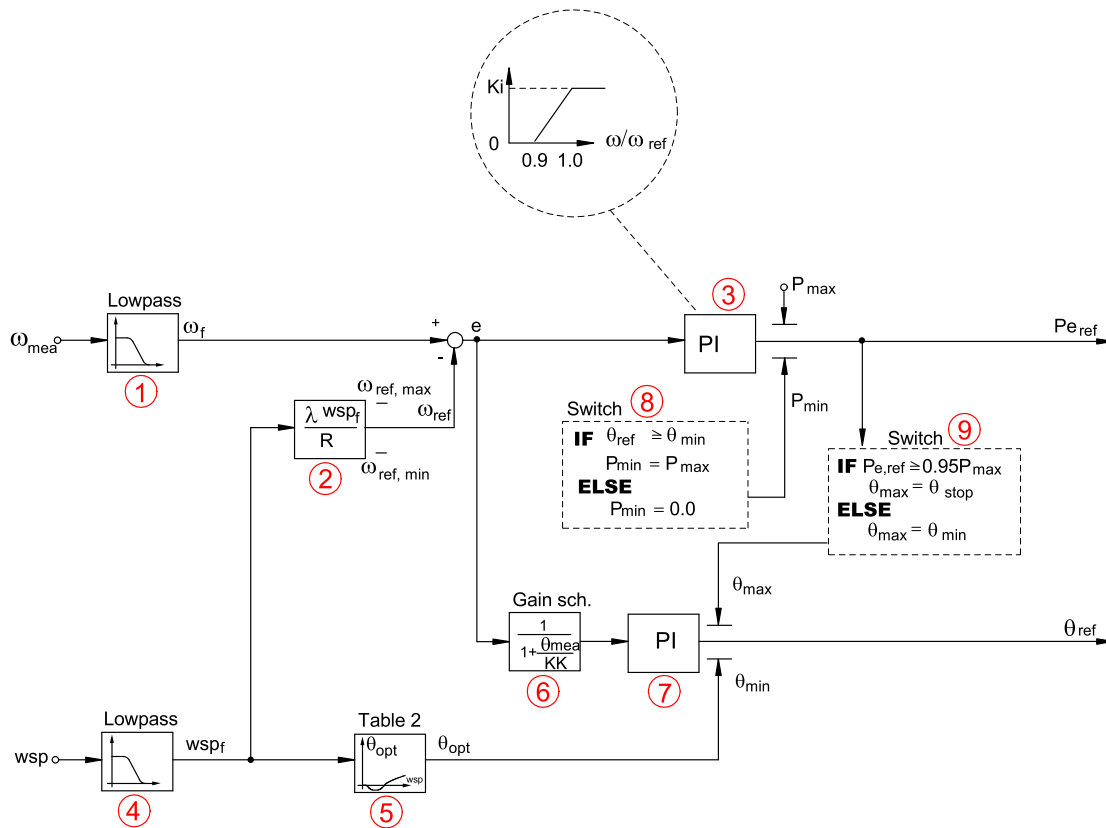 Ki
0
0.9 1.0
ω/ω ref
3
P max
Lowpass
ω mea
ω f
+
e
-
PI
Pe ref
1
ω ref, max
P min
λ wsp f
R
ω ref
ω ref, min
2
Switch 8
IF θ ref ≥ θ min
P min = P max
ELSE
P min = 0.0
Switch 9
IF P e,ref ≥ 0.95P max
θ max = θ stop
ELSE
θ max = θ min
θ max
Gain sch.
1
1+ θ mea
KK
PI
θ ref
6
7
θ min
Lowpass
wsp
wsp f
Table 2
θ opt
wsp
θ opt
4
5